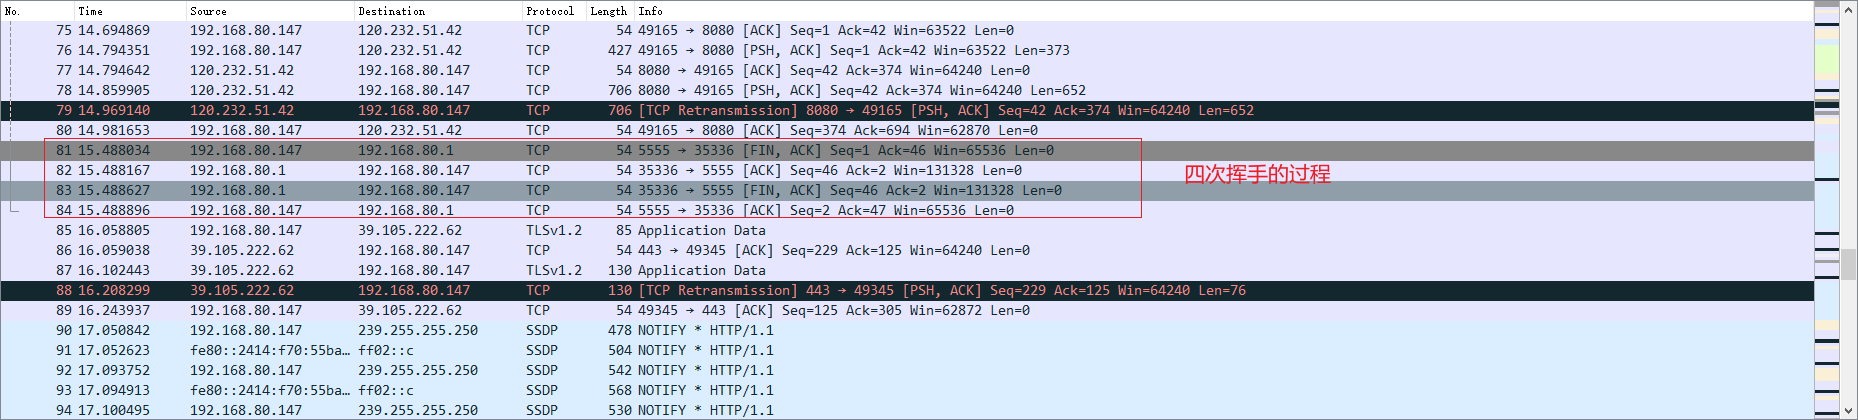 No. Time Source Destination Protocol Length Info
75 14.694869 192.168.80.147 120.232.51.42 TCP 54 49165 → 8080 [ACK] Seq=1 Ack=42 Win=63522 Len=0
76 14.794351 192.168.80.147 120.232.51.42 TCP 427 49165 → 8080 [PSH, ACK] Seq=1 Ack=42 Win=63522 Len=373
77 14.794642 120.232.51.42 192.168.80.147 TCP 54 8080 → 49165 [ACK] Seq=42 Ack=374 Win=64240 Len=0
78 14.859905 120.232.51.42 192.168.80.147 TCP 706 8080 → 49165 [PSH, ACK] Seq=42 Ack=374 Win=64240 Len=652
79 14.969140 120.232.51.42 192.168.80.147 TCP 706 [TCP Retransmission] 8080 → 49165 [PSH, ACK] Seq=42 Ack=374 Win=64240 Len=652
80 14.981653 192.168.80.147 120.232.51.42 TCP 54 49165 → 8080 [ACK] Seq=374 Ack=694 Win=62870 Len=0
81 15.488034 192.168.80.147 192.168.80.1 TCP 54 5555 → 35336 [FIN, ACK] Seq=1 Ack=46 Win=65536 Len=0
82 15.488167 192.168.80.1 192.168.80.147 TCP 54 35336 → 5555 [ACK] Seq=46 Ack=2 Win=131328 Len=0
四次挥手的过程
83 15.488627 192.168.80.1 192.168.80.147 TCP 54 35336 → 5555 [FIN, ACK] Seq=46 Ack=2 Win=131328 Len=0
84 15.488896 192.168.80.147 192.168.80.1 TCP 54 5555 → 35336 [ACK] Seq=2 Ack=47 Win=65536 Len=0
85 16.058805 192.168.80.147 39.105.222.62 TLSv1.2 85 Application Data
86 16.059038 39.105.222.62 192.168.80.147 TCP 54 443 → 49345 [ACK] Seq=229 Ack=125 Win=64240 Len=0
87 16.102443 39.105.222.62 192.168.80.147 TLSv1.2 130 Application Data
88 16.208299 39.105.222.62 192.168.80.147 TCP 130 [TCP Retransmission] 443 → 49345 [PSH, ACK] Seq=229 Ack=125 Win=64240 Len=76
89 16.243937 192.168.80.147 39.105.222.62 TCP 54 49345 → 443 [ACK] Seq=125 Ack=305 Win=62872 Len=0
90 17.050842 192.168.80.147 239.255.255.250 SSDP 478 NOTIFY * HTTP/1.1
91 17.052623 fe80::2414:f70:55ba… ff02::c SSDP 504 NOTIFY * HTTP/1.1
92 17.093752 192.168.80.147 239.255.255.250 SSDP 542 NOTIFY * HTTP/1.1
93 17.094913 fe80::2414:f70:55ba… ff02::c SSDP 568 NOTIFY * HTTP/1.1
94 17.100495 192.168.80.147 239.255.255.250 SSDP 530 NOTIFY * HTTP/1.1